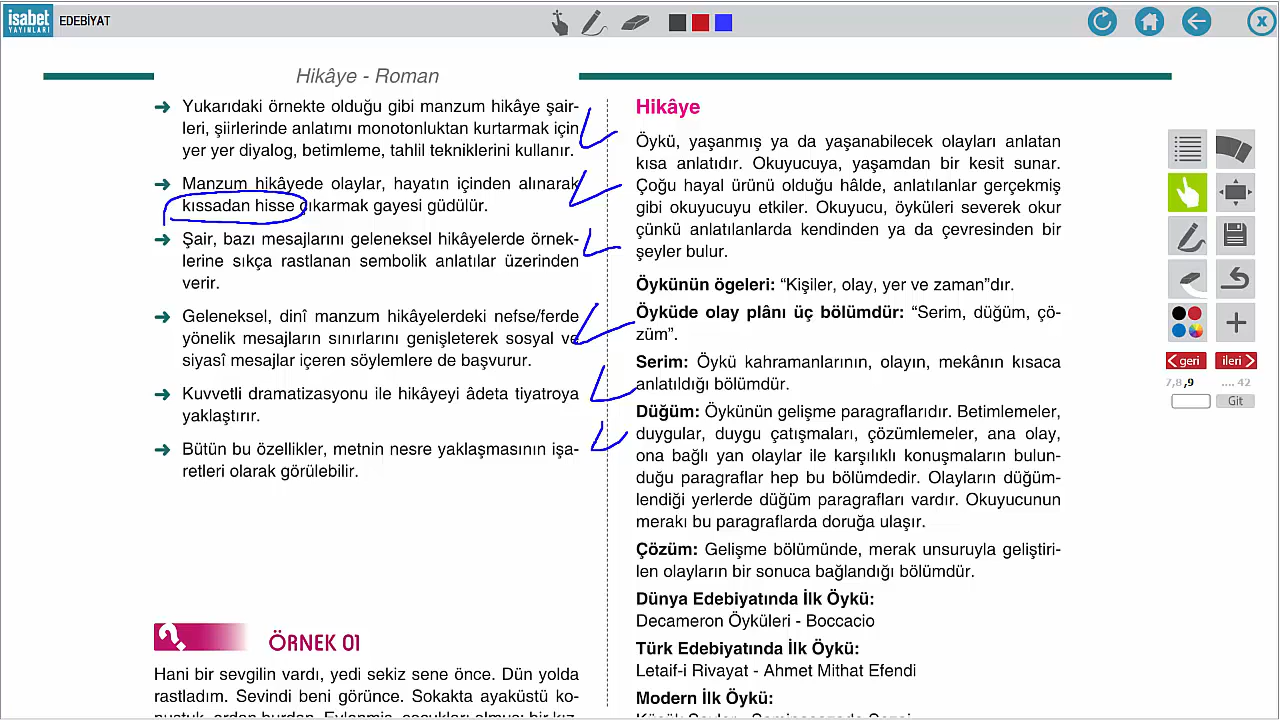 isabet
YAYINLARI
EDEBİYAT
Hikâye - Roman
Yukarıdaki örnekte olduğu gibi manzum hikâye şair-
leri, şiirlerinde anlatımı monotonluktan kurtarmak için
yer yer diyalog, betimleme, tahlil tekniklerini kullanır.
Manzum hikâyede olaylar, hayatın içinden alınarak
kıssadan hisse çıkarmak gayesi güdülür.
Şair, bazı mesajlarını geleneksel hikâyelerde örnek-
lerine sıkça rastlanan sembolik anlatılar üzerinden
verir.
Geleneksel, dinî manzum hikâyelerdeki nefse/ferde
yönelik mesajların sınırlarını genişleterek sosyal ve
siyasî mesajlar içeren söylemlere de başvurur.
Kuvvetli dramatizasyonu ile hikâyeyi âdeta tiyatroya
yaklaştırır.
Bütün bu özellikler, metnin nesre yaklaşmasının işa-
retleri olarak görülebilir.
ÖRNEK 01
Hani bir sevgilin vardı, yedi sekiz sene önce. Dün yolda
rastladım. Sevindi beni görünce. Sokakta ayaküstü ko-
Hikâye
Öykü, yaşanmış ya da yaşanabilecek olayları anlatan
kısa anlatıdır. Okuyucuya, yaşamdan bir kesit sunar.
Çoğu hayal ürünü olduğu hâlde, anlatılanlar gerçekmiş
gibi okuyucuyu etkiler. Okuyucu, öyküleri severek okur
çünkü anlatılanlarda kendinden ya da çevresinden bir
şeyler bulur.
Öykünün ögeleri: “Kişiler, olay, yer ve zaman”dır.
Öyküde olay plânı üç bölümdür: “Serim, düğüm, çö-
züm”.
Serim: Öykü kahramanlarının, olayın, mekânın kısaca
anlatıldığı bölümdür.
Düğüm: Öykünün gelişme paragraflarıdır. Betimlemeler,
duygular, duygu çatışmaları, çözümlemeler, ana olay,
ona bağlı yan olaylar ile karşılıklı konuşmaların bulun-
duğu paragraflar hep bu bölümdedir. Olayların düğüm-
lendiği yerlerde düğüm paragrafları vardır. Okuyucunun
merakı bu paragraflarda doruğa ulaşır.
Çözüm: Gelişme bölümünde, merak unsuruyla geliştiri-
len olayların bir sonuca bağlandığı bölümdür.
Dünya Edebiyatında İlk Öykü:
Decameron Öyküleri - Boccacio
Türk Edebiyatında İlk Öykü:
Letaif-i Rivayat - Ahmet Mithat Efendi
Modern İlk Öykü:
geri
ileri
7,8,9
.... 42
Git